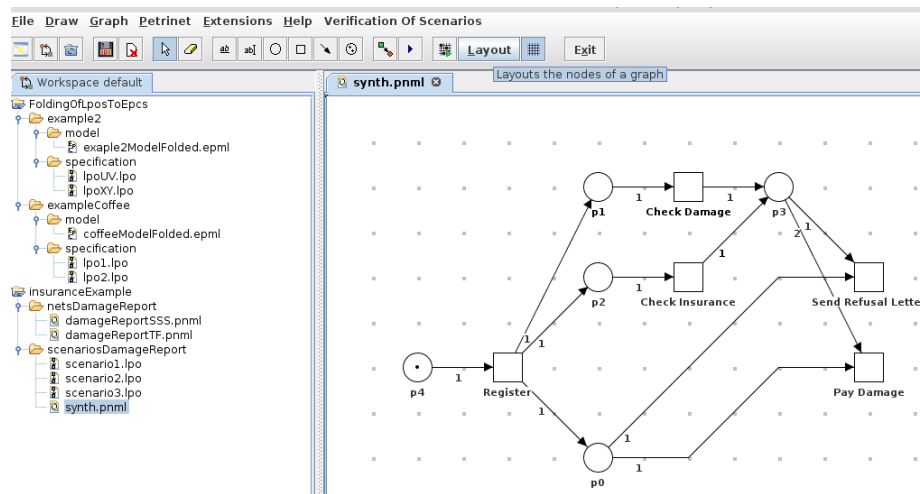 File Draw Graph Petrinet Extensions Help Verification Of Scenarios
ab ab Layout Exit
Layouts the nodes of a graph
Workspace default
synth.pnml
FoldingOfLposToEpcs
example2
model
exaple2ModelFolded.epml
specification
lpoUV.lpo
lpoXY.lpo
exampleCoffee
model
coffeeModelFolded.epml
specification
lpo1.lpo
lpo2.lpo
insuranceExample
netsDamageReport
damageReportSSS.pnml
damageReportTF.pnml
scenariosDamageReport
scenario1.lpo
scenario2.lpo
scenario3.lpo
synth.pnml
1 1
p1 Check Damage p3
1
2
1
1
p2 Check Insurance Send Refusal Lette
1
1
1
p4 Register Pay Damage
1
1
1
p0